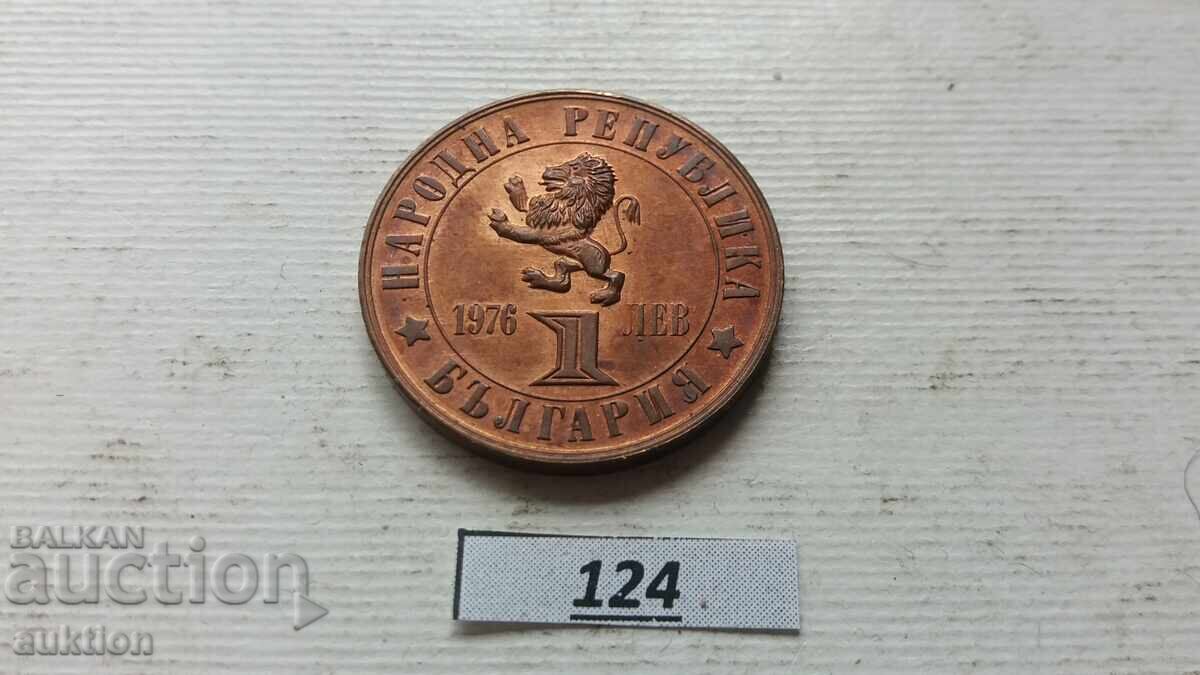 НАРОДНА РЕПУБЛИКА
1976 ЛЕВ
1
БЪЛГАРИЯ
124
BALKAN
auction
auktion